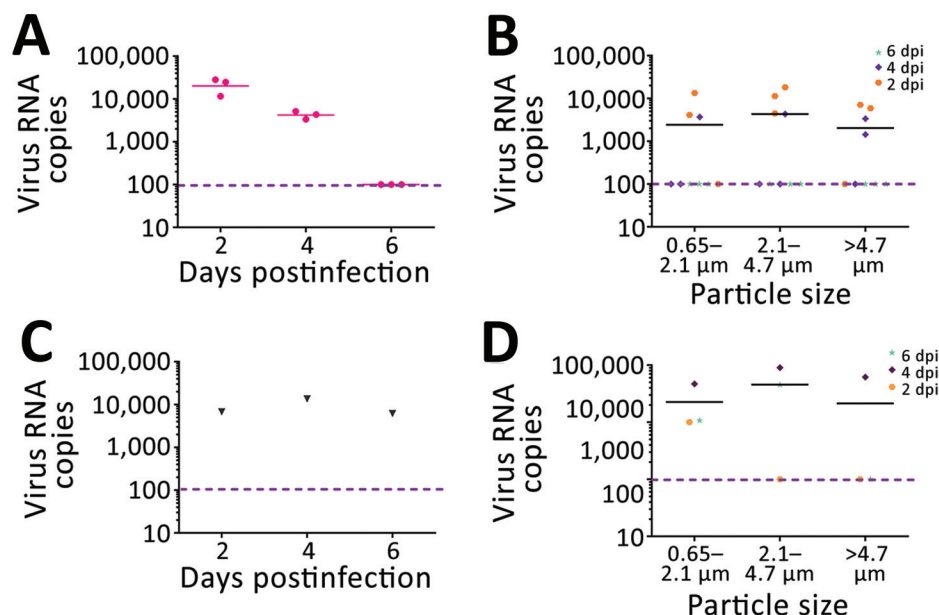 A
Virus RNA
copies
100,000
10,000
1,000
100
10
2
4
6
Days postinfection
B
Virus RNA
copies
100,000
10,000
1,000
100
10
6 dpi
4 dpi
2 dpi
0.65–
2.1 µm
2.1–
4.7 µm
>4.7
µm
Particle size
C
Virus RNA
copies
100,000
10,000
1,000
100
10
2
4
6
Days postinfection
D
Virus RNA
copies
100,000
10,000
1,000
100
10
6 dpi
4 dpi
2 dpi
0.65–
2.1 µm
2.1–
4.7 µm
>4.7
µm
Particle size